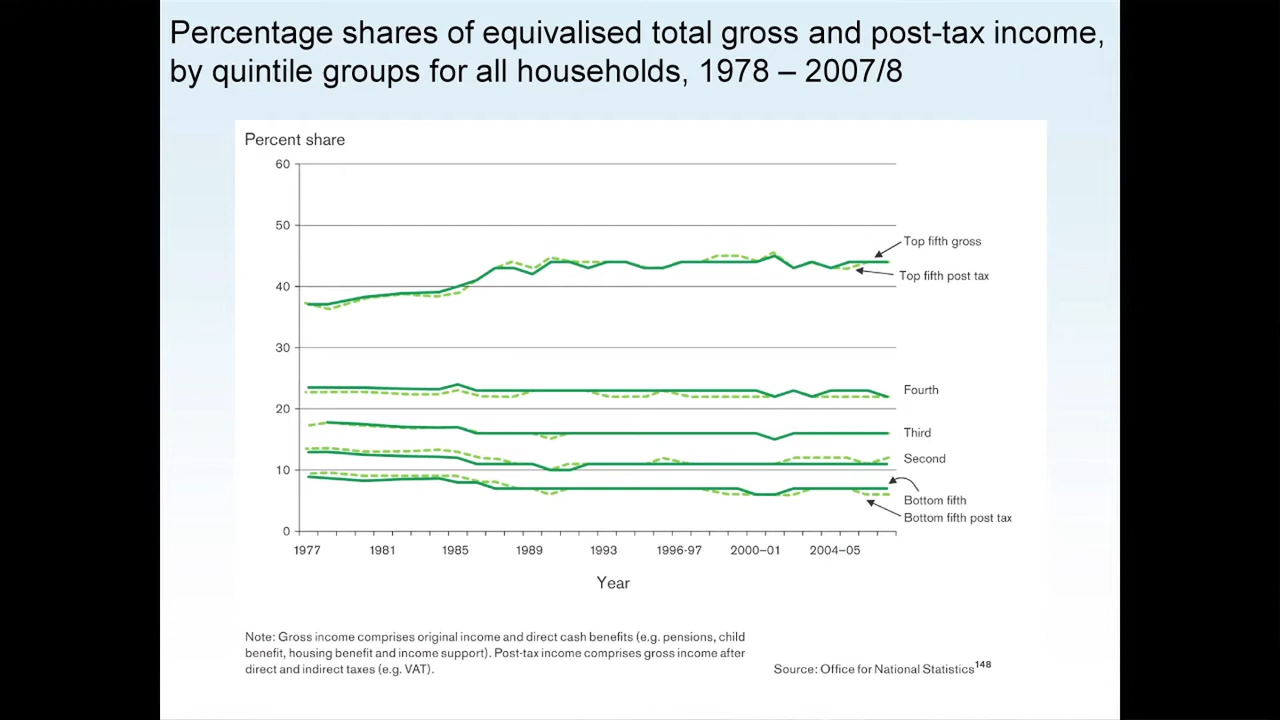 Percentage shares of equivalised total gross and post-tax income,
by quintile groups for all households, 1978 – 2007/8
Percent share
60
50
40
30
20
10
0
Top fifth gross
Top fifth post tax
Fourth
Third
Second
Bottom fifth
Bottom fifth post tax
1977 1981 1985 1989 1993 1996-97 2000–01 2004–05
Year
Note: Gross income comprises original income and direct cash benefits (e.g. pensions, child
benefit, housing benefit and income support). Post-tax income comprises gross income after
direct and indirect taxes (e.g. VAT).
Source: Office for National Statistics148